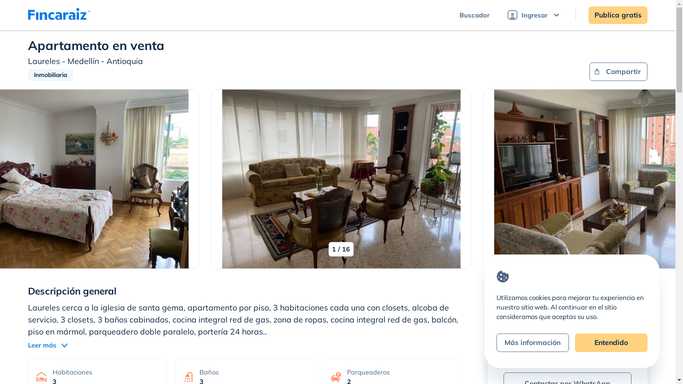 Fincaraiz
Buscador
Ingresar
Publica gratis
Apartamento en venta
Laureles - Medellín - Antioquia
Inmobiliaria
Compartir
1 / 16
Descripción general
Laureles cerca a la iglesia de santa gema, apartamento por piso, 3 habitaciones cada una con closets, alcoba de
servicio, 3 closets, 3 baños cabinados, cocina integral red de gas, zona de ropas, cocina integral red de gas, balcón,
piso en mármol, parqueadero doble paralelo, portería 24 horas..
Leer más
Habitaciones
3
Baños
3
Parqueaderos
2
Utilizamos cookies para mejorar tu experiencia en
nuestro sitio web. Al continuar en el sitio
consideramos que aceptas su uso.
Más información
Entendido
Contactar por WhatsApp